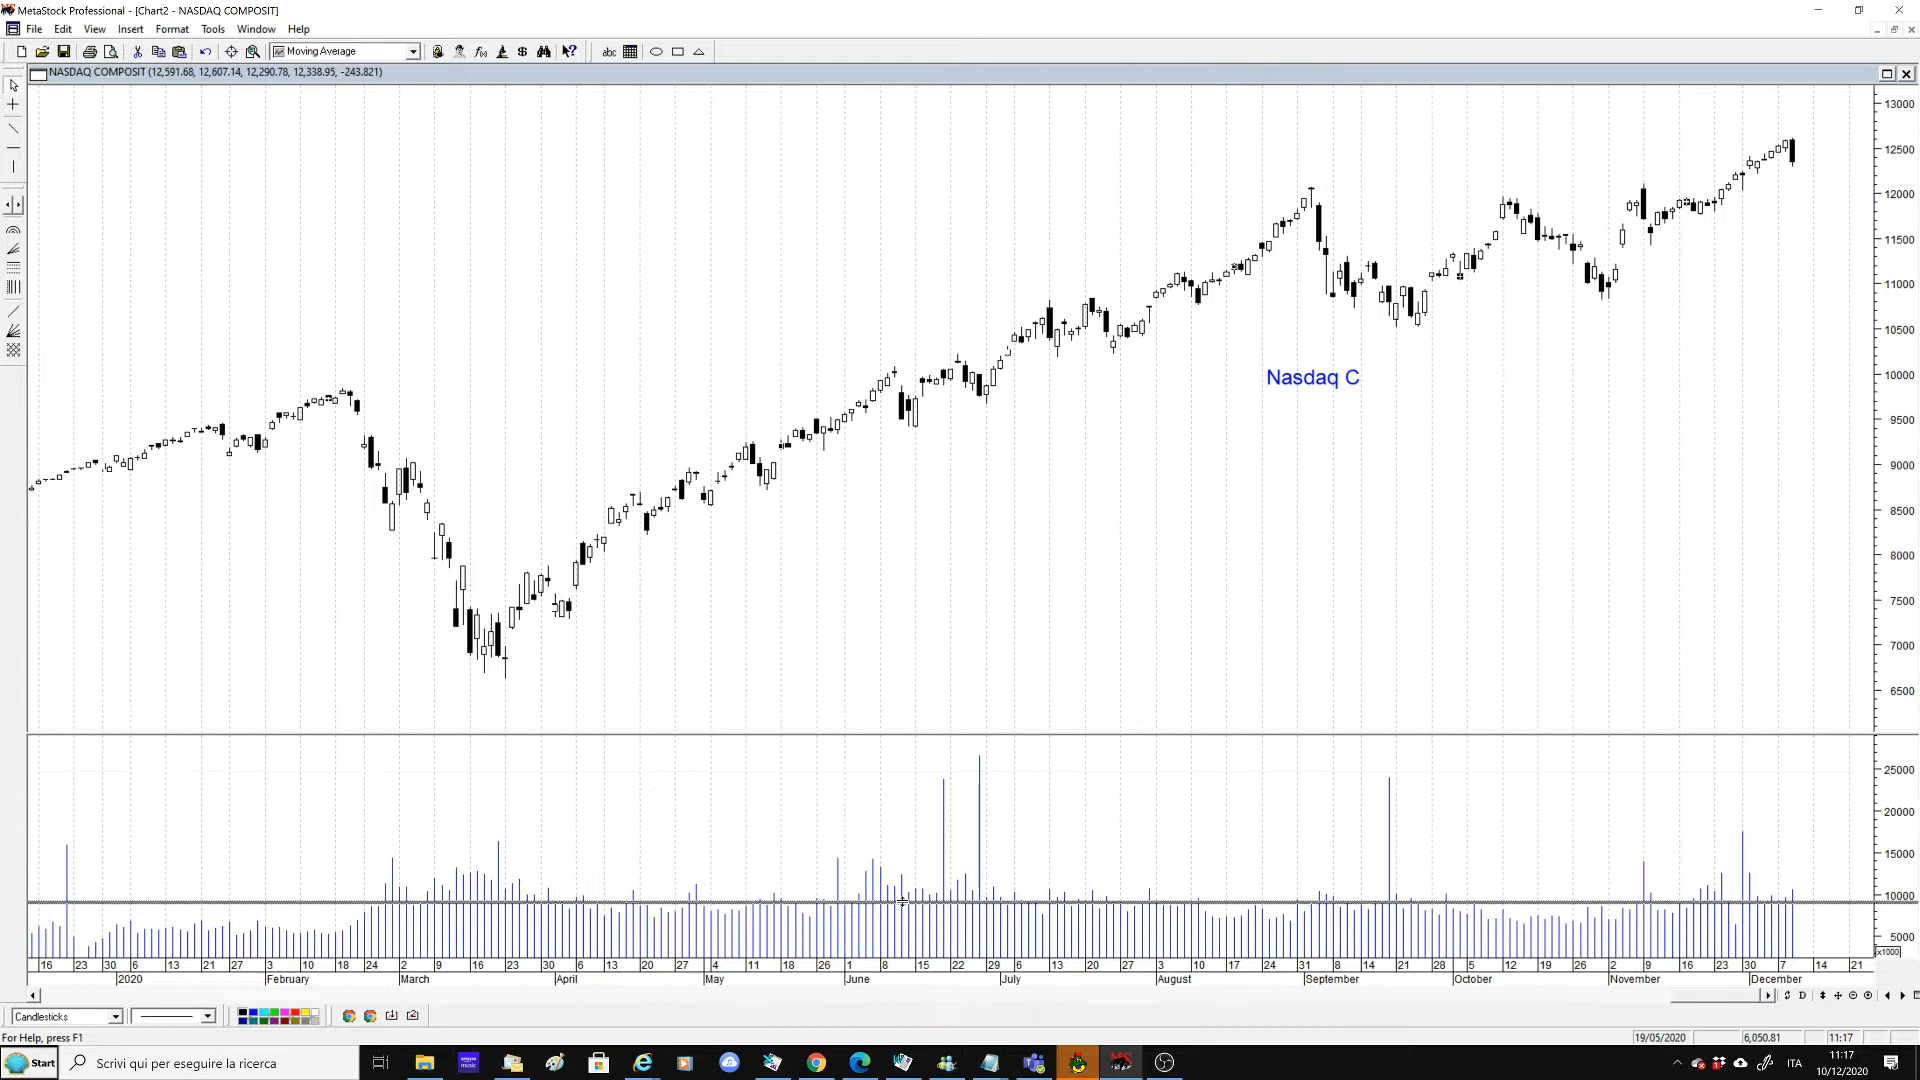 MetaStock Professional - [Chart2 - NASDAQ COMPOSIT]
File Edit View Insert Format Tools Window Help
Moving Average
abc
NASDAQ COMPOSIT (12,591.68, 12,607.14, 12,290.78, 12,338.95, -243.821)
13000
12500
12000
11500
11000
10500
10000
9500
9000
8500
8000
7500
7000
6500
Nasdaq C
25000
20000
15000
10000
5000
x1000
16 23 30 6 13 21 27 3 10 18 24 2 9 16 23 30 6 13 20 27 4 11 18 26 1 8 15 22 29 6 13 20 27 3 10 17 24 31 8 14 21 28 5 12 19 26 2 9 16 23 30 7 14 21
2020 February March April May June July August September October November December
D
Candlesticks
For Help, press F1
19/05/2020 6,050.81 11:17
Start
Scrivi qui per eseguire la ricerca
ITA
11:17
10/12/2020